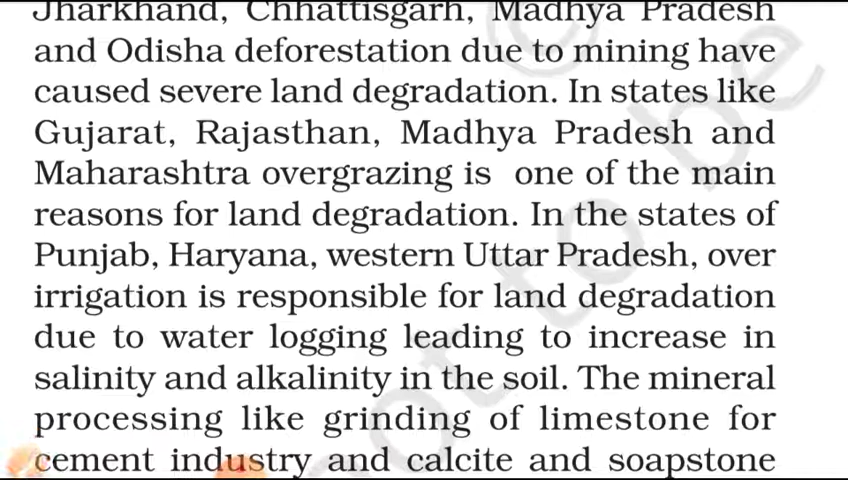 Jharkhand, Chhattisgarh, Madhya Pradesh
and Odisha deforestation due to mining have
caused severe land degradation. In states like
Gujarat, Rajasthan, Madhya Pradesh and
Maharashtra overgrazing is one of the main
reasons for land degradation. In the states of
Punjab, Haryana, western Uttar Pradesh, over
irrigation is responsible for land degradation
due to water logging leading to increase in
salinity and alkalinity in the soil. The mineral
processing like grinding of limestone for
cement industry and calcite and soapstone
©
not to be